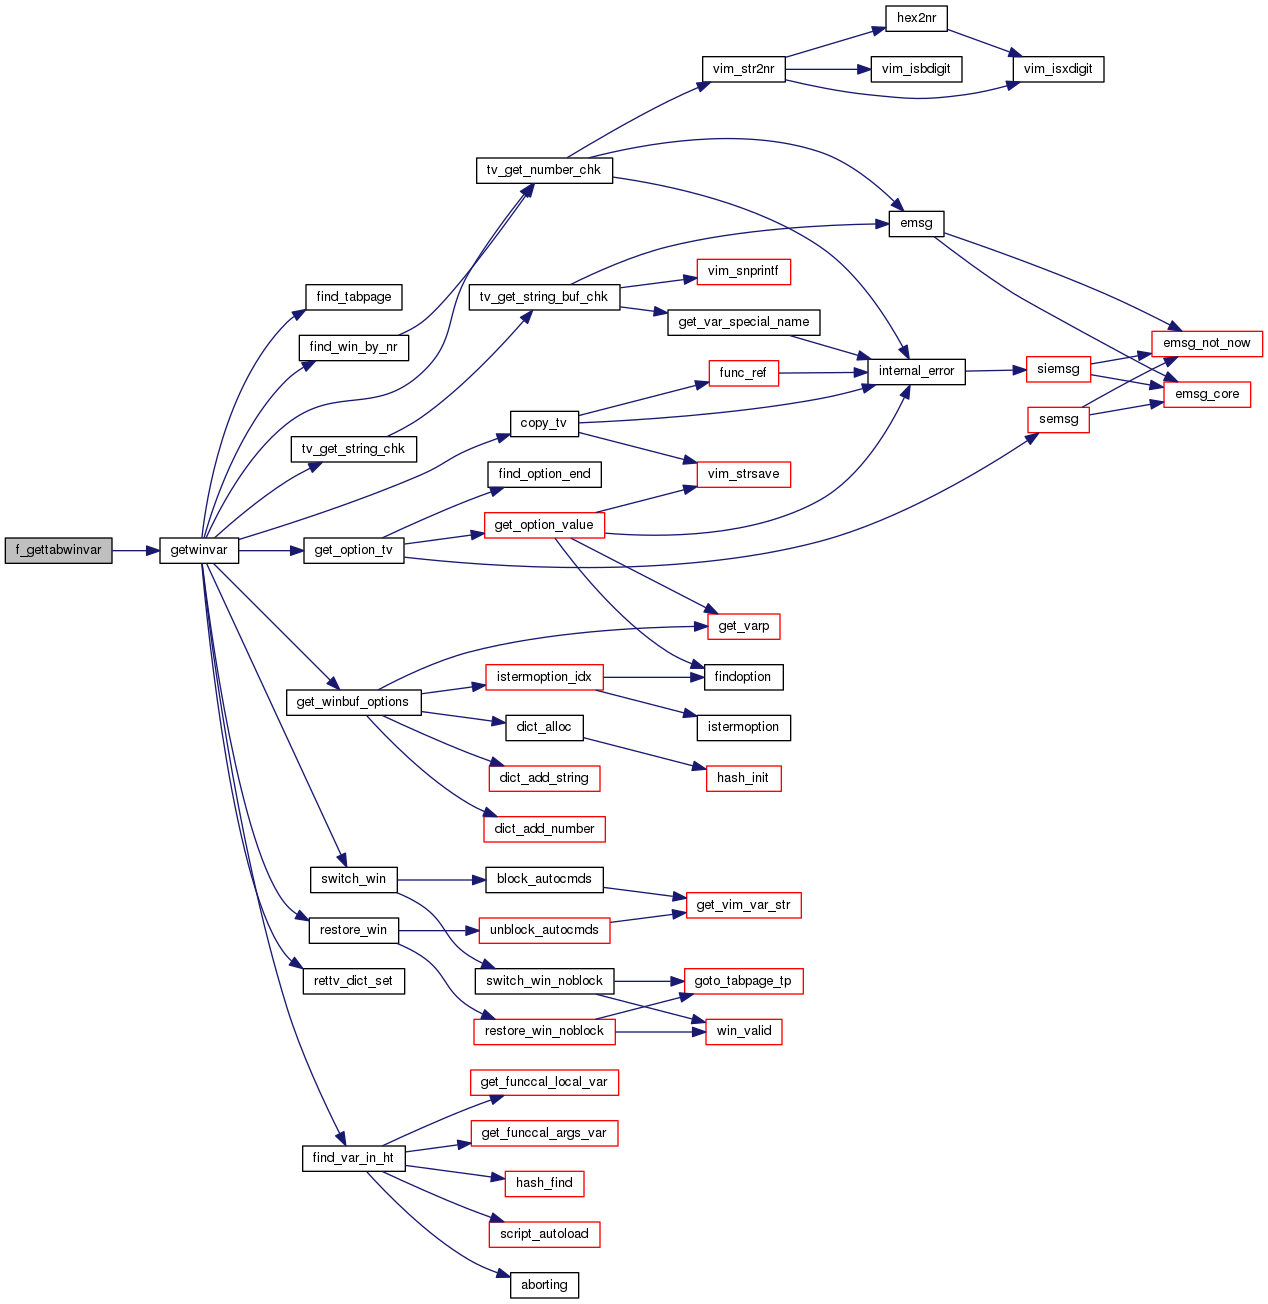 hex2nr
vim_str2nr
vim_isbdigit
vim_isxdigit
tv_get_number_chk
emsg
vim_snprintf
find_tabpage
tv_get_string_buf_chk
get_var_special_name
find_win_by_nr
emsg_not_now
func_ref
internal_error
siemsg
emsg_core
copy_tv
semsg
tv_get_string_chk
find_option_end
vim_strsave
get_option_value
f_gettabwinvar
getwinvar
get_option_tv
get_varp
istermoption_idx
findoption
get_winbuf_options
dict_alloc
istermoption
dict_add_string
hash_init
dict_add_number
switch_win
block_autocmds
get_vim_var_str
restore_win
unblock_autocmds
rettv_dict_set
switch_win_noblock
goto_tabpage_tp
restore_win_noblock
win_valid
get_funccal_local_var
get_funccal_args_var
find_var_in_ht
hash_find
script_autoload
aborting